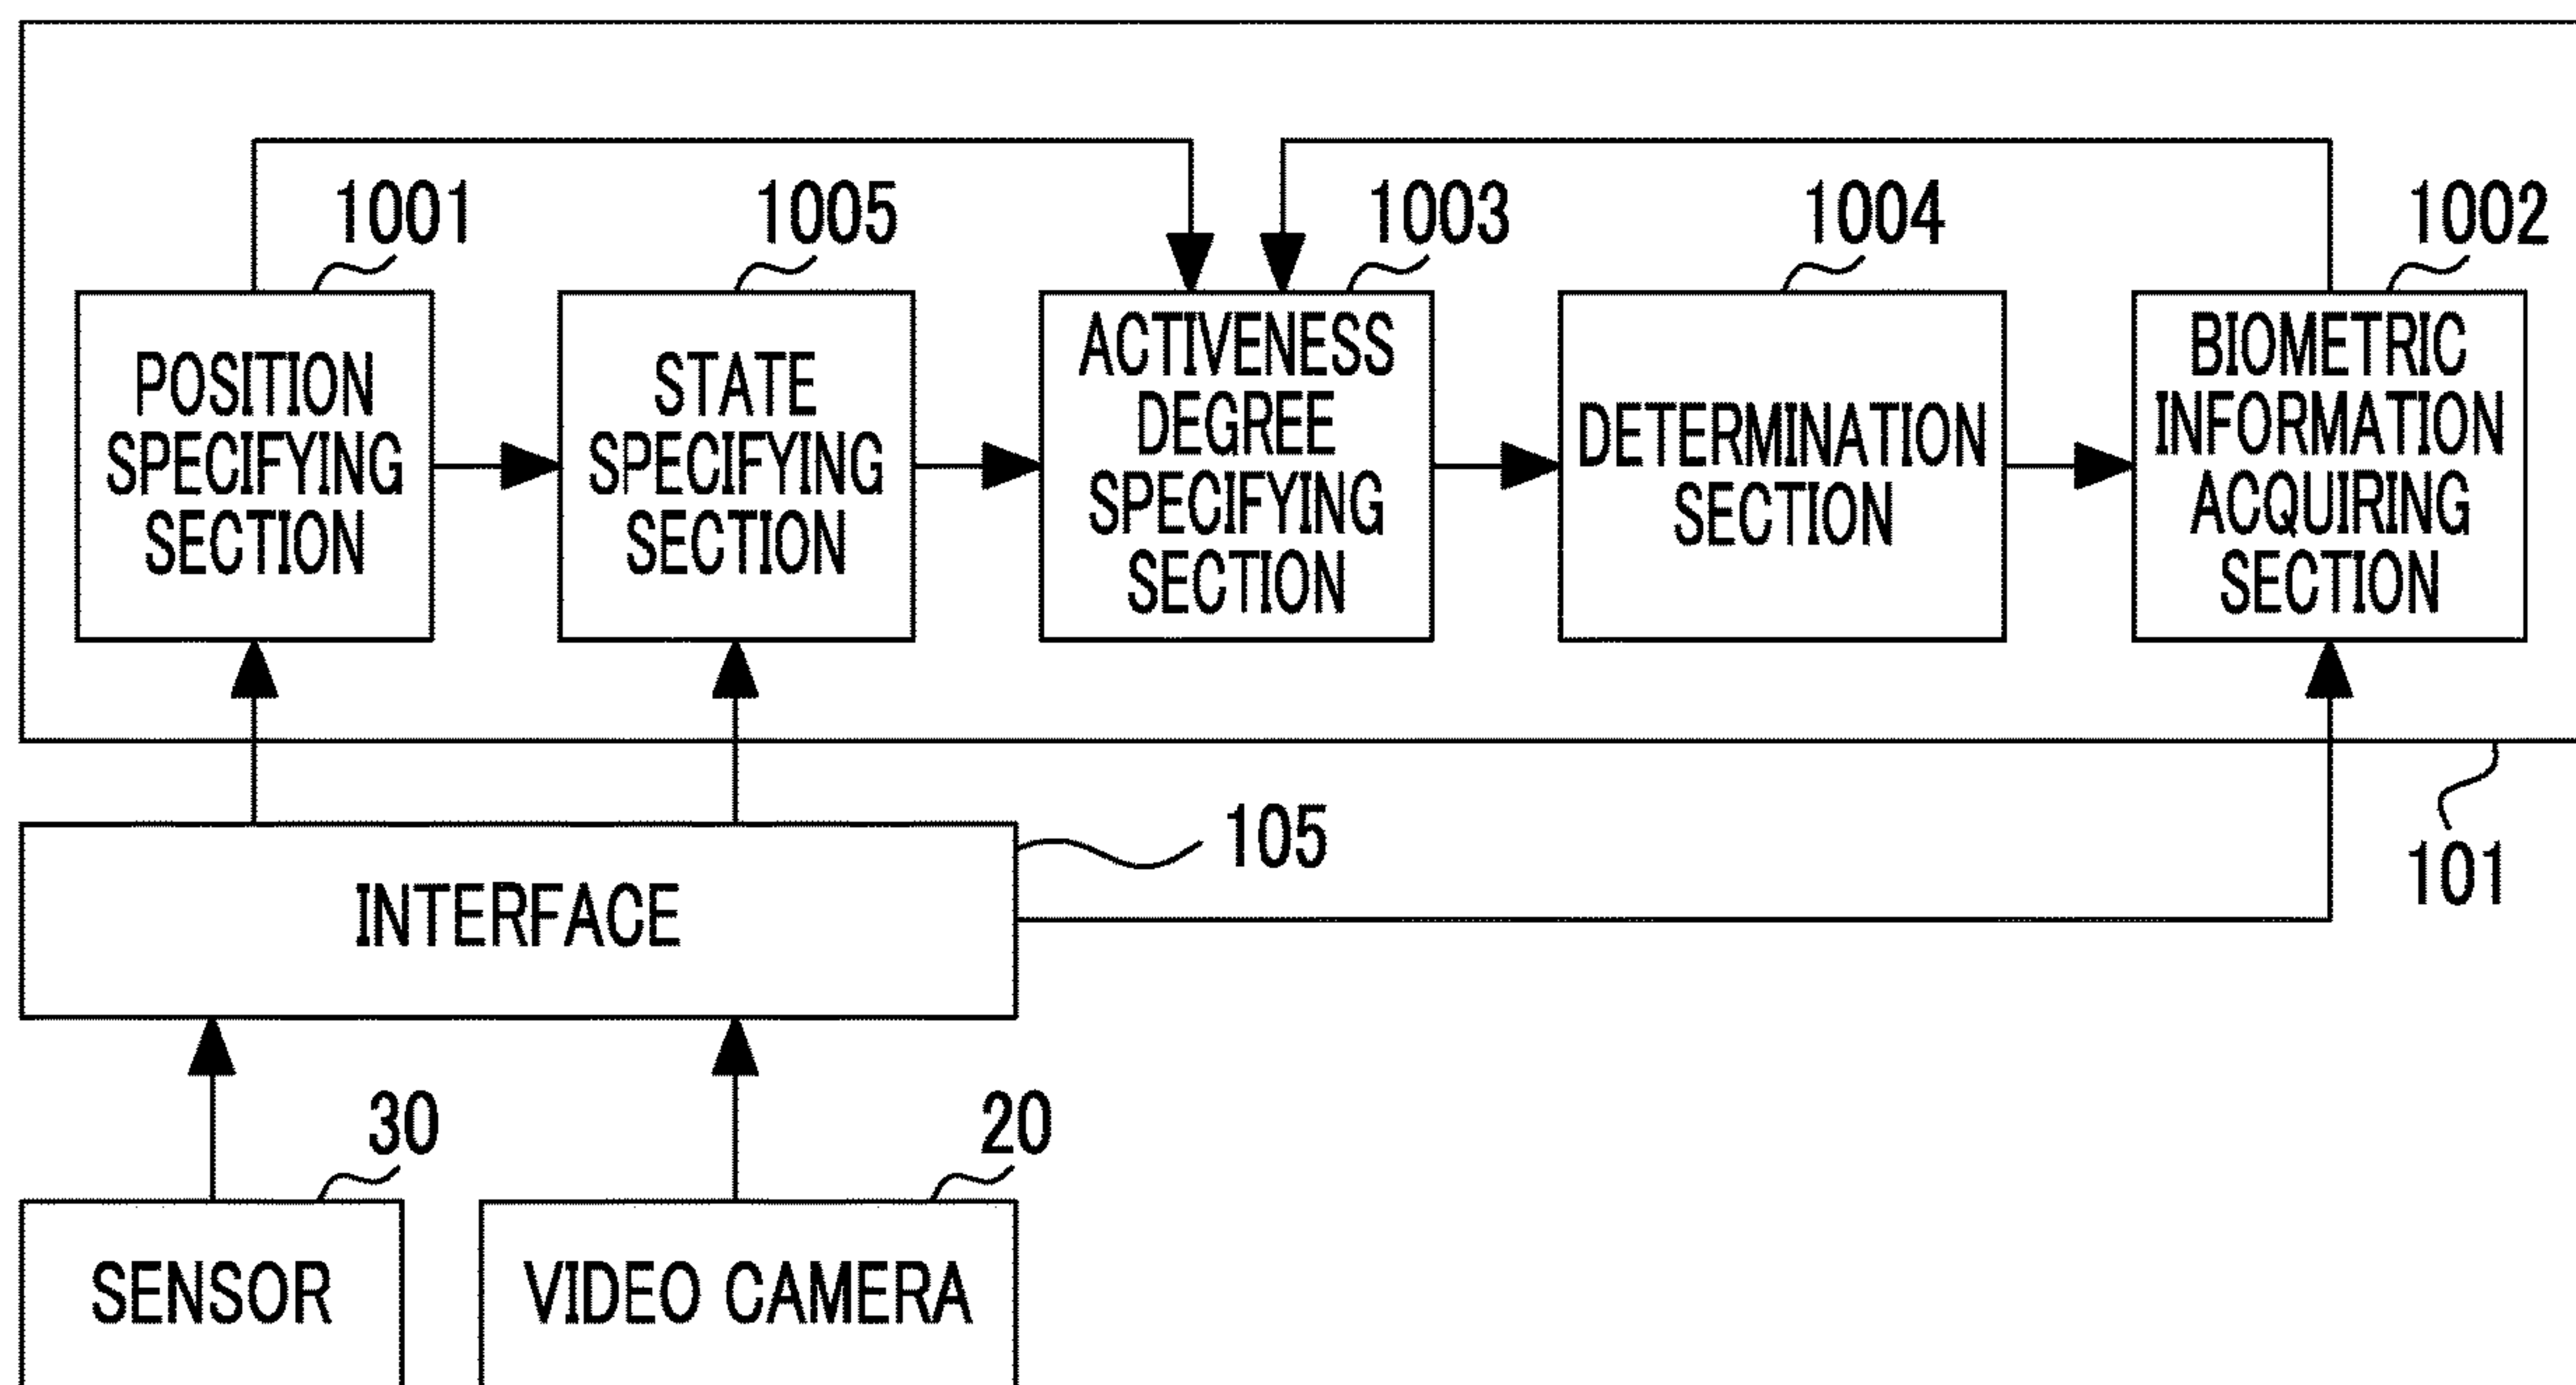 1001
1005
1003
1004
1002
POSITION
SPECIFYING
SECTION
STATE
SPECIFYING
SECTION
ACTIVENESS
DEGREE
SPECIFYING
SECTION
DETERMINATION
SECTION
BIOMETRIC
INFORMATION
ACQUIRING
SECTION
105
101
INTERFACE
30
20
SENSOR
VIDEO CAMERA